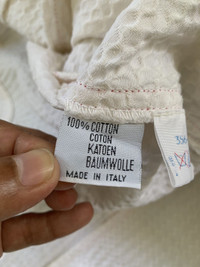 100% COTTON
COTON
KATOEN
BAUMWOLLE
MADE IN ITALY